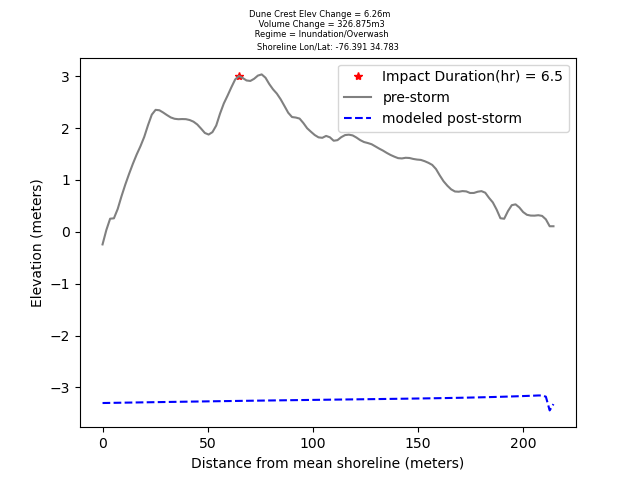 Dune Crest Elev Change = 6.26m
Volume Change = 326.875m3
Regime = Inundation/Overwash
Shoreline Lon/Lat: -76.391 34.783
Impact Duration(hr) = 6.5
pre-storm
modeled post-storm
3
2
1
0
−1
−2
−3
Elevation (meters)
0 50 100 150 200
Distance from mean shoreline (meters)